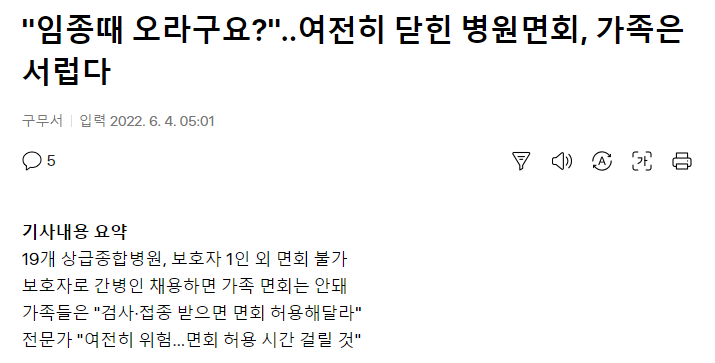 "임종때 오라구요?"..여전히 닫힌 병원면회, 가족은
서럽다
구무서 | 입력 2022. 6. 4. 05:01
5
가
기사내용 요약
19개 상급종합병원, 보호자 1인 외 면회 불가
보호자로 간병인 채용하면 가족 면회는 안돼
가족들은 "검사·접종 받으면 면회 허용해달라"
전문가 "여전히 위험...면회 허용 시간 걸릴 것"